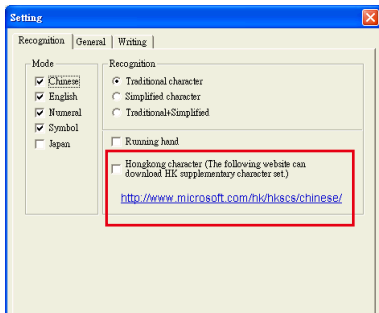 Setting
Recognition General Writing
Mode
Chinese
English
Numeral
Symbol
Japan
Recognition
Traditional character
Simplified character
Traditional+Simplified
Running hand
Hongkong character (The following website can
download HK supplementary character set.)
http://www.microsoft.com/hk/hkscs/chinese/